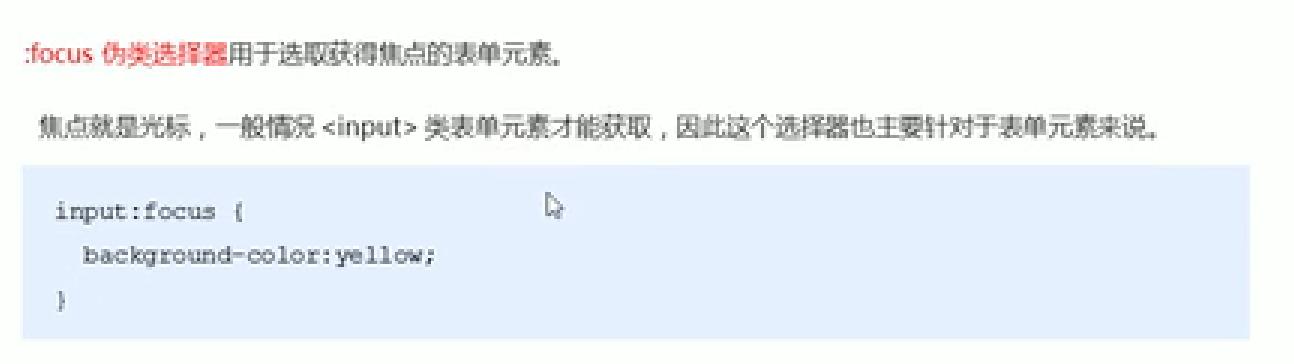 :focus 伪类选择器用于选取获得焦点的表单元素。
焦点就是光标，一般情况 <input> 类表单元素才能获取，因此这个选择器也主要针对于表单元素来说。
input:focus {
background-color:yellow;
}